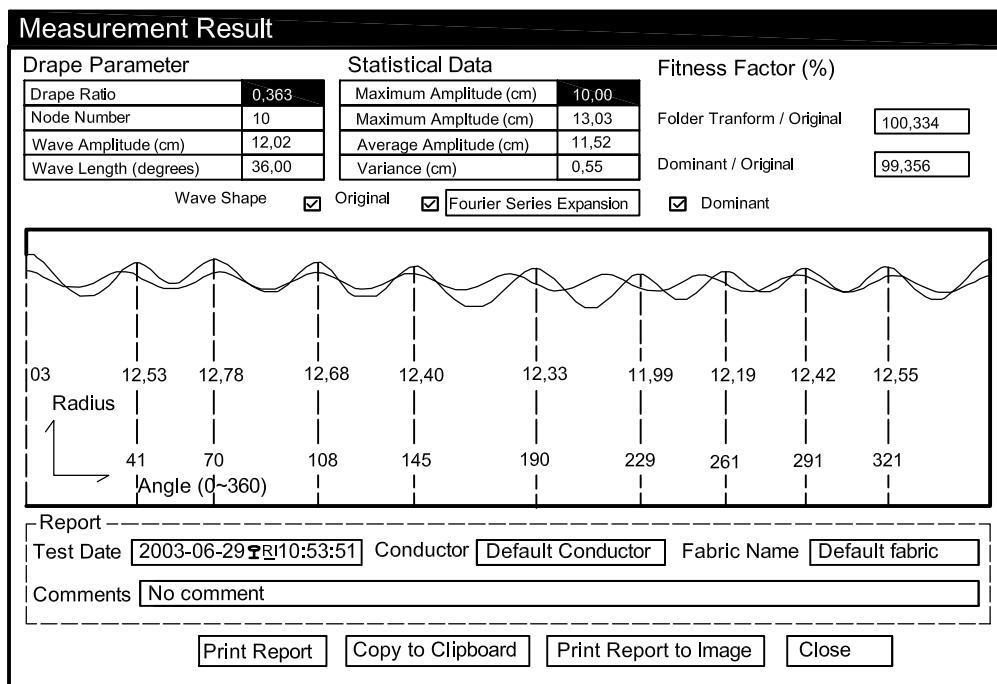 Measurement Result
Drape Parameter
Drape Ratio 0,363
Node Number 10
Wave Amplitude (cm) 12,02
Wave Length (degrees) 36,00
Statistical Data
Maximum Amplitude (cm) 10,00
Maximum Ampltude (cm) 13,03
Average Amplitude (cm) 11,52
Variance (cm) 0,55
Fitness Factor (%)
Folder Tranform / Original 100,334
Dominant / Original 99,356
Wave Shape Original Fourier Series Expansion Dominant
03 12,53 12,78 12,68 12,40 12,33 11,99 12,19 12,42 12,55
Radius
41 70 108 145 190 229 261 291 321
Angle (0~360)
Report
Test Date 2003-06-29 10:53:51 Conductor Default Conductor Fabric Name Default fabric
Comments No comment
Print Report Copy to Clipboard Print Report to Image Close